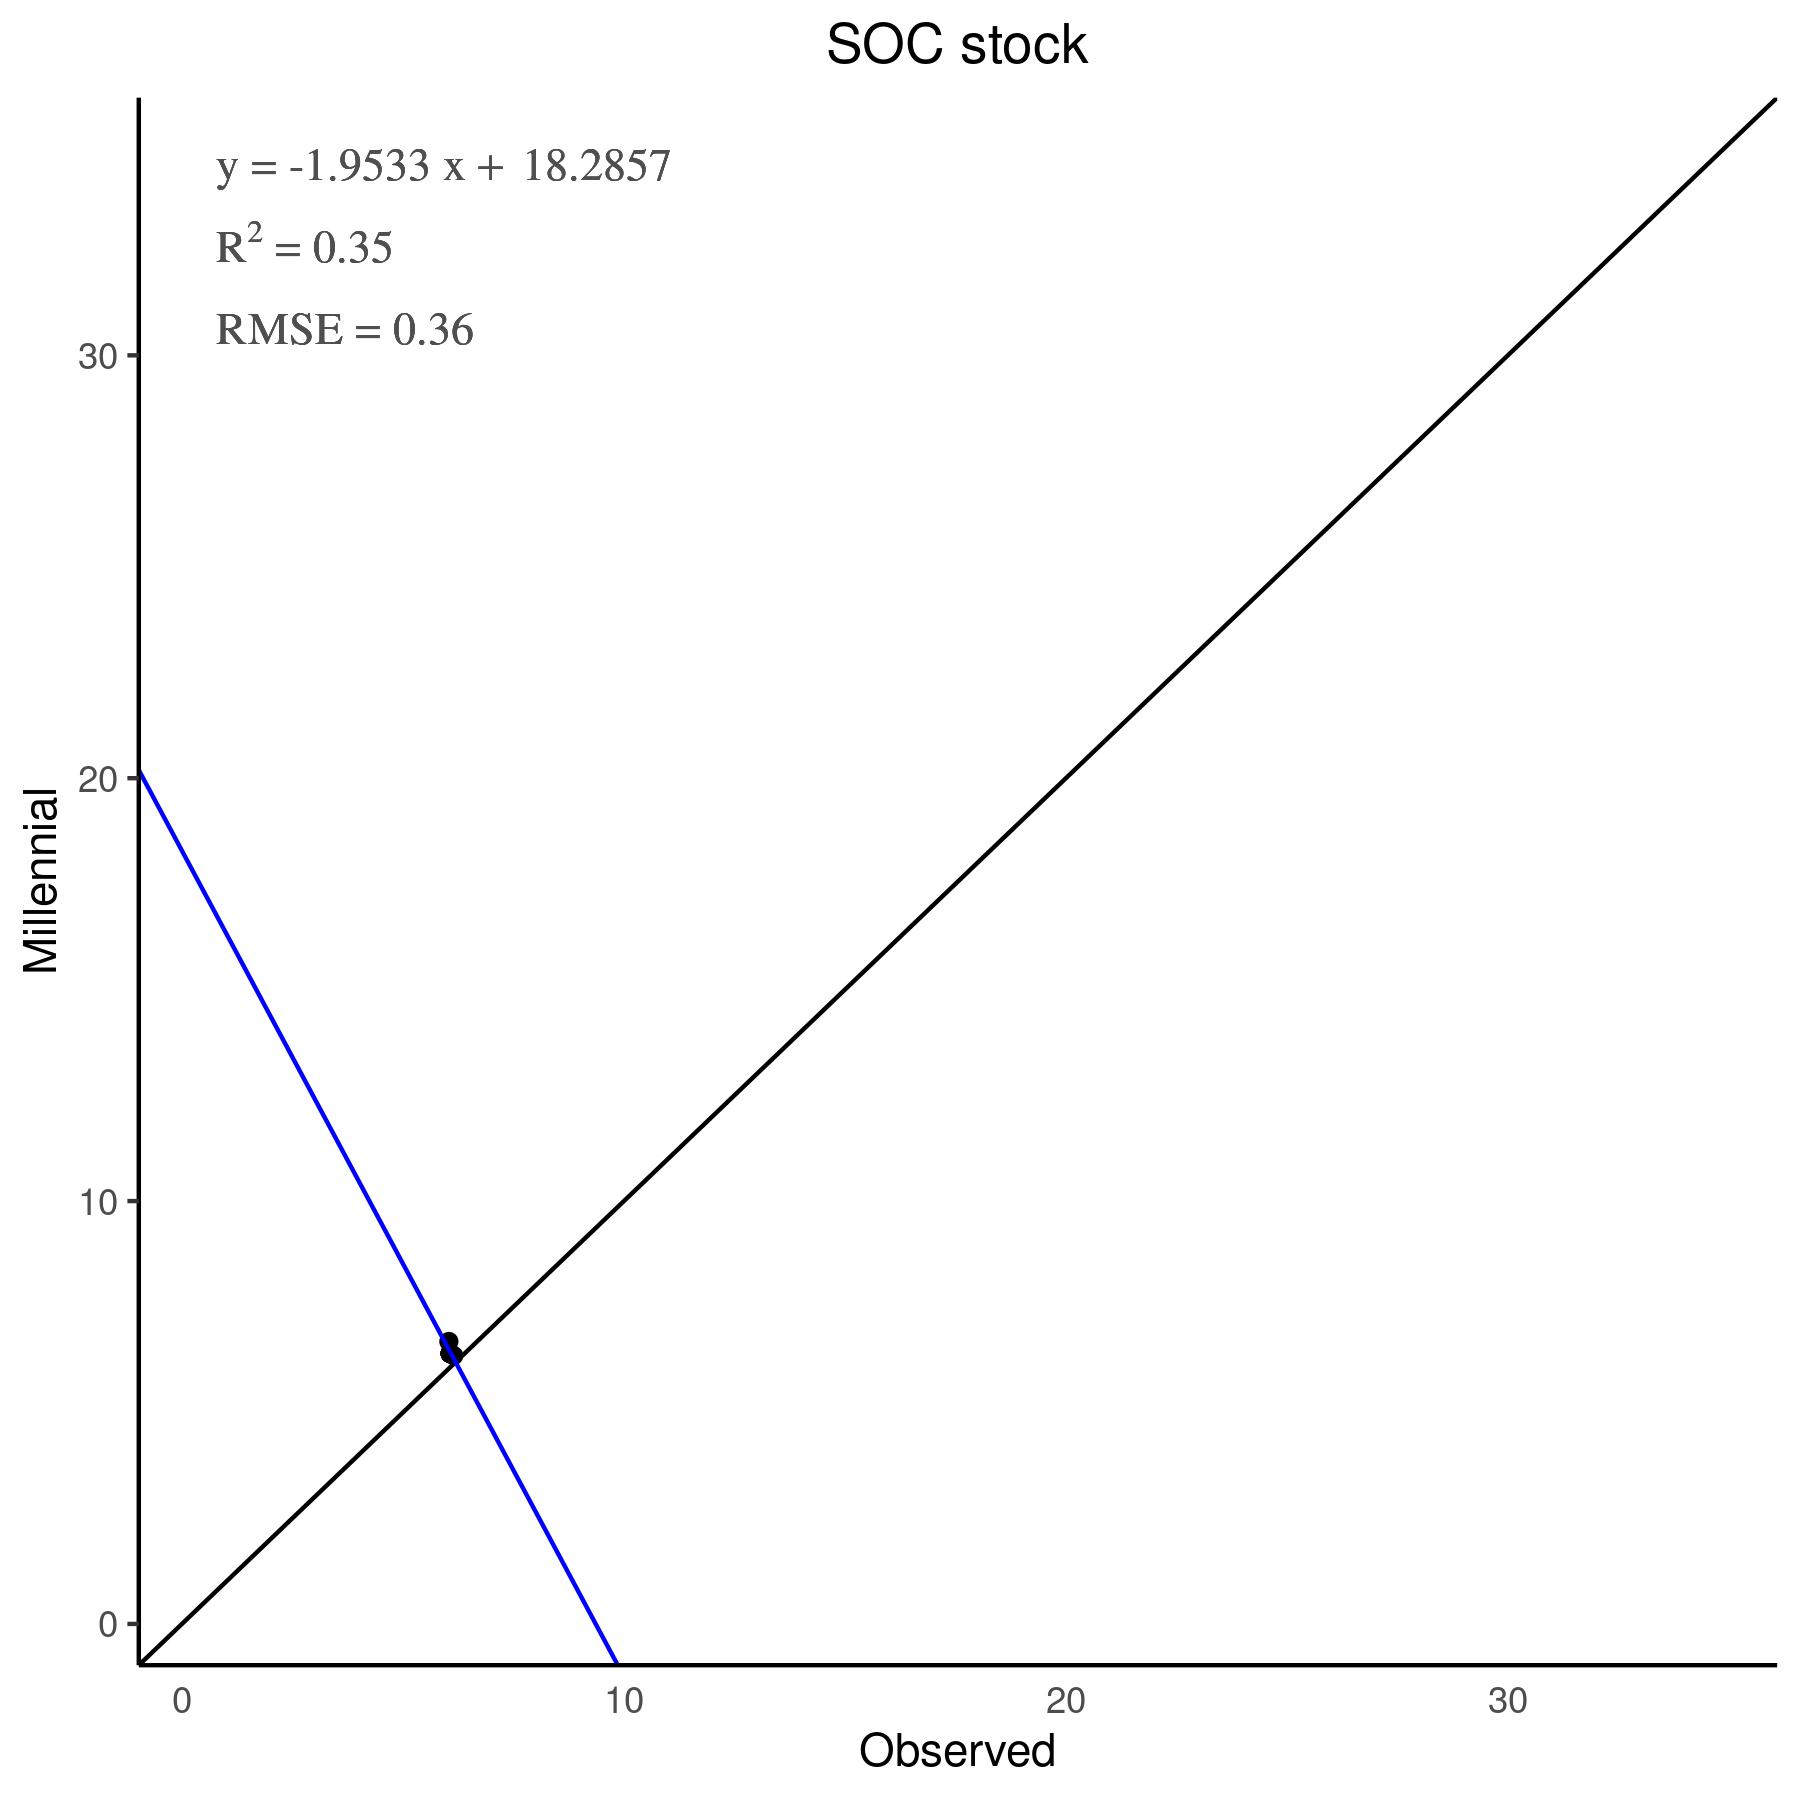 SOC stock
y = -1.9533 x + 18.2857
R² = 0.35
RMSE = 0.36
30
20
10
0
Millennial
0 10 20 30
Observed